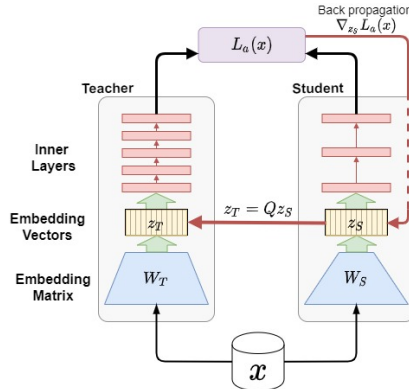 Back propagation
∇_{z_S} L_a(x)
L_a(x)
Teacher
Student
Inner
Layers
z_T = Qz_S
Embedding
Vectors
z_T
z_S
Embedding
Matrix
W_T
W_S
x